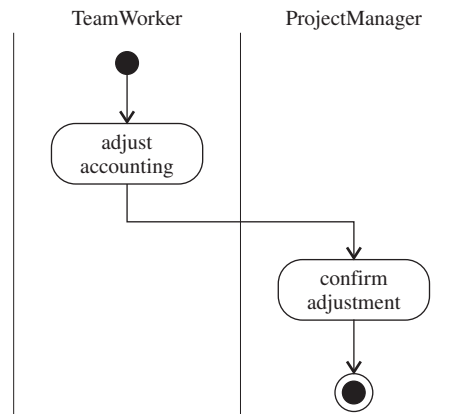 TeamWorker
ProjectManager
adjust
accounting
confirm
adjustment